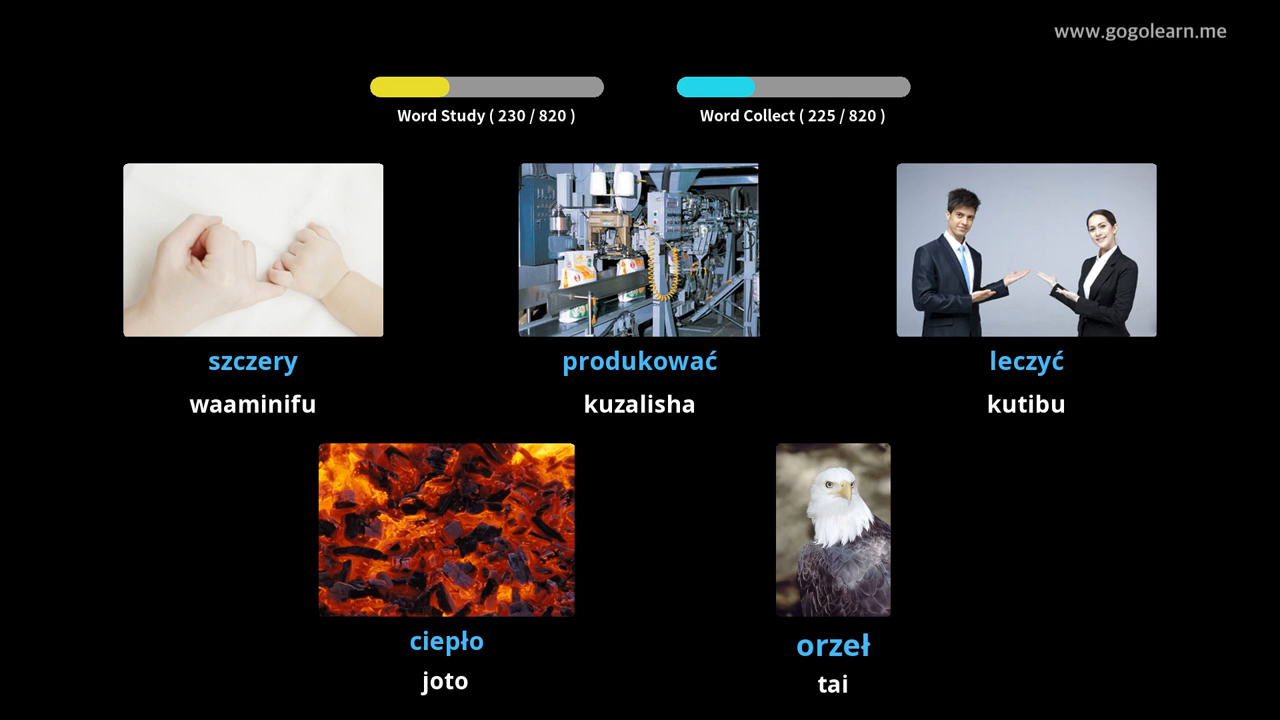 www.gogolearn.me
Word Study ( 230 / 820 )
Word Collect ( 225 / 820 )
szczery
produkować
leczyć
waaminifu
kuzalisha
kutibu
ciepło
orzeł
joto
tai